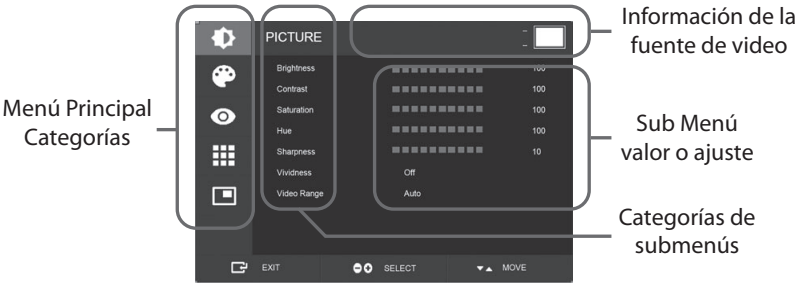 Información de la
fuente de video
PICTURE
Brightness 100
Contrast 100
Saturation 100
Hue 100
Sharpness 10
Vividness Off
Video Range Auto
Menú Principal
Categorías
Sub Menú
valor o ajuste
Categorías de
submenús
EXIT SELECT MOVE